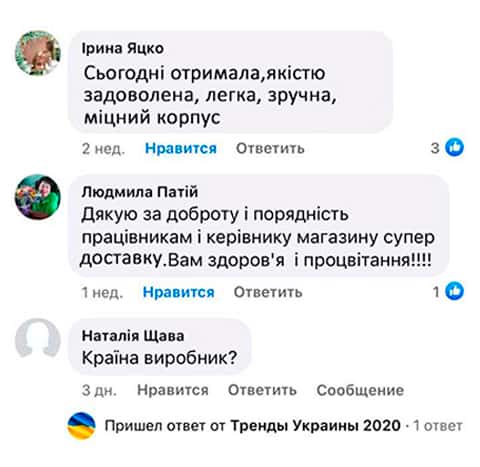 Ірина Яцко
Сьогодні отримала,якістю
задоволена, легка, зручна,
міцний корпус
2 нед. Нравится Ответить 3
Людмила Патій
Дякую за доброту і порядність
працівникам і керівнику магазину супер
доставку.Вам здоров'я і процвітання!!!!
1 нед. Нравится Ответить 1
Наталія Щава
Країна виробник?
3 дн. Нравится Ответить Сообщение
Пришел ответ от Тренды Украины 2020 · 1 ответ